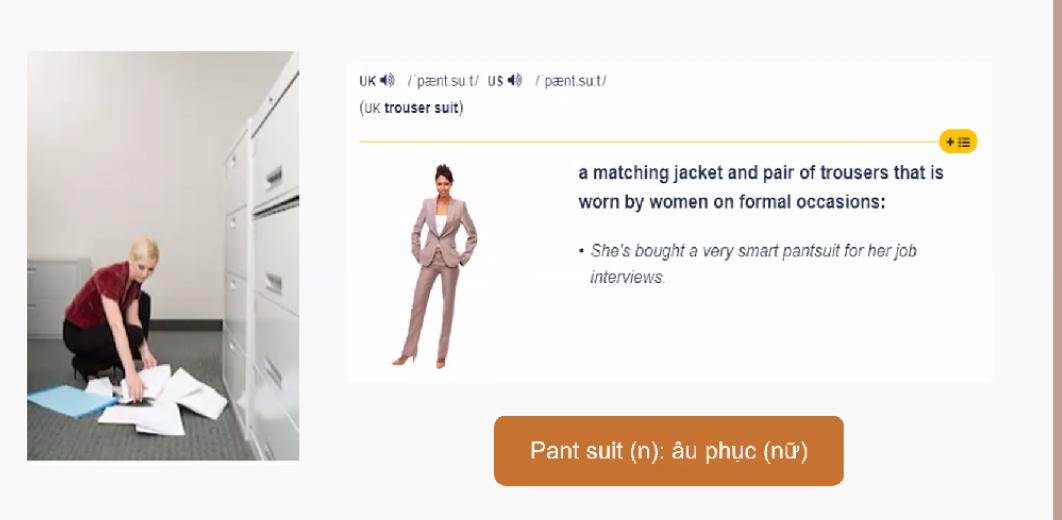 UK /ˈpænt.suːt/ US /ˈpænt.suːt/
(UK trouser suit)
a matching jacket and pair of trousers that is
worn by women on formal occasions:
• She's bought a very smart pantsuit for her job
interviews.
Pant suit (n): âu phục (nữ)